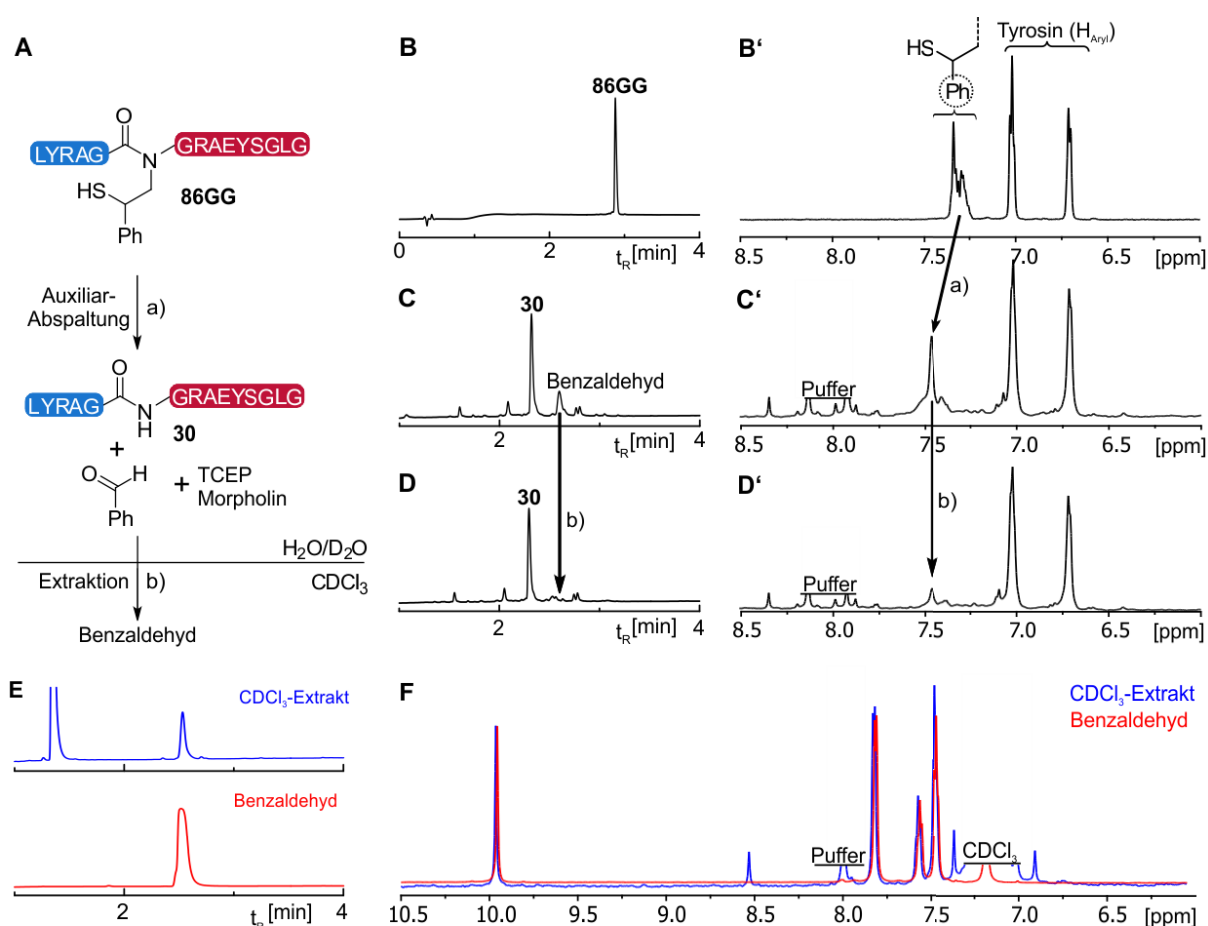 A
O
LYRAG
N
GRAEYSGLG
HS
86GG
Ph
Auxiliar-
Abspaltung
a)
O
LYRAG
N
H
GRAEYSGLG
30
+
O
H
Ph
+
TCEP
Morpholin
H₂O/D₂O
Extraktion
b)
CDCl₃
Benzaldehyd
B
86GG
0
2
4
t_R[min]
C
30
Benzaldehyd
2
4
t_R[min]
D
30
b)
2
4
t_R[min]
B‘
HS
Ph
Tyrosin (H_Aryl)
8.5 8.0 7.5 7.0 6.5 [ppm]
a)
C‘
Puffer
8.5 8.0 7.5 7.0 6.5 [ppm]
b)
D‘
Puffer
8.5 8.0 7.5 7.0 6.5 [ppm]
E
CDCl₃-Extrakt
Benzaldehyd
2
4
t_R[min]
F
CDCl₃-Extrakt
Benzaldehyd
Puffer
CDCl₃
10.5 10.0 9.5 9.0 8.5 8.0 7.5 7.0 6.5 [ppm]